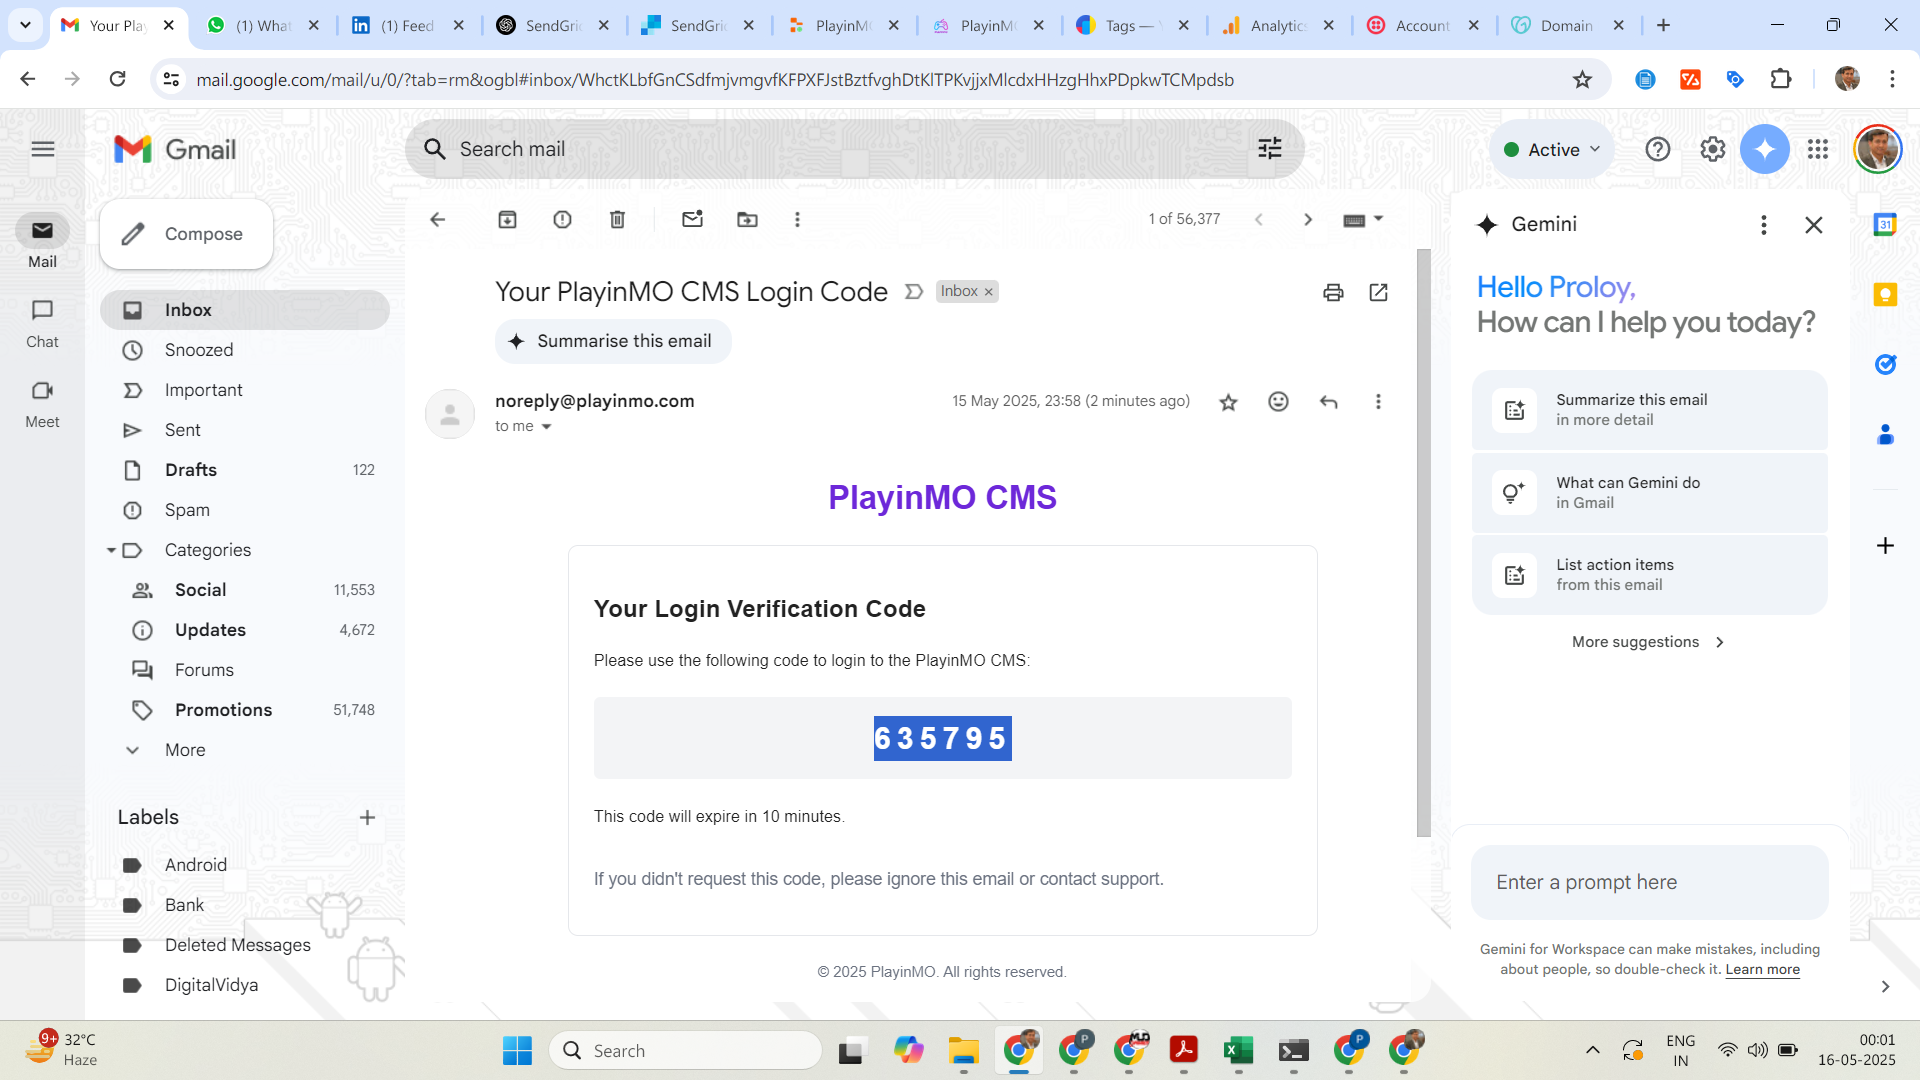 Your Play
(1) What
(1) Feed
SendGri
SendGri
PlayinM
PlayinM
Tags —
Analytics
Account
Domain
mail.google.com/mail/u/0/?tab=rm&ogbl#inbox/WhctKLbfGnCSdfmjvmgvfKFPXFJstBztfvghDtKlTPKvjjxMlcdxHHzgHhxPDpkwTCMpdsb
Gmail
Search mail
Active
Mail
Chat
Meet
Compose
Inbox
Snoozed
Important
Sent
Drafts 122
Spam
Categories
Social 11,553
Updates 4,672
Forums
Promotions 51,748
More
Labels
Android
Bank
Deleted Messages
DigitalVidya
1 of 56,377
Your PlayinMO CMS Login Code
Inbox ×
Summarise this email
noreply@playinmo.com
15 May 2025, 23:58 (2 minutes ago)
to me
PlayinMO CMS
Your Login Verification Code
Please use the following code to login to the PlayinMO CMS:
635795
This code will expire in 10 minutes.
If you didn't request this code, please ignore this email or contact support.
© 2025 PlayinMO. All rights reserved.
Gemini
Hello Proloy,
How can I help you today?
Summarize this email
in more detail
What can Gemini do
in Gmail
List action items
from this email
More suggestions
Enter a prompt here
Gemini for Workspace can make mistakes, including
about people, so double-check it. Learn more
31
9+
32°C
Haze
Search
P
P
ENG
IN
00:01
16-05-2025